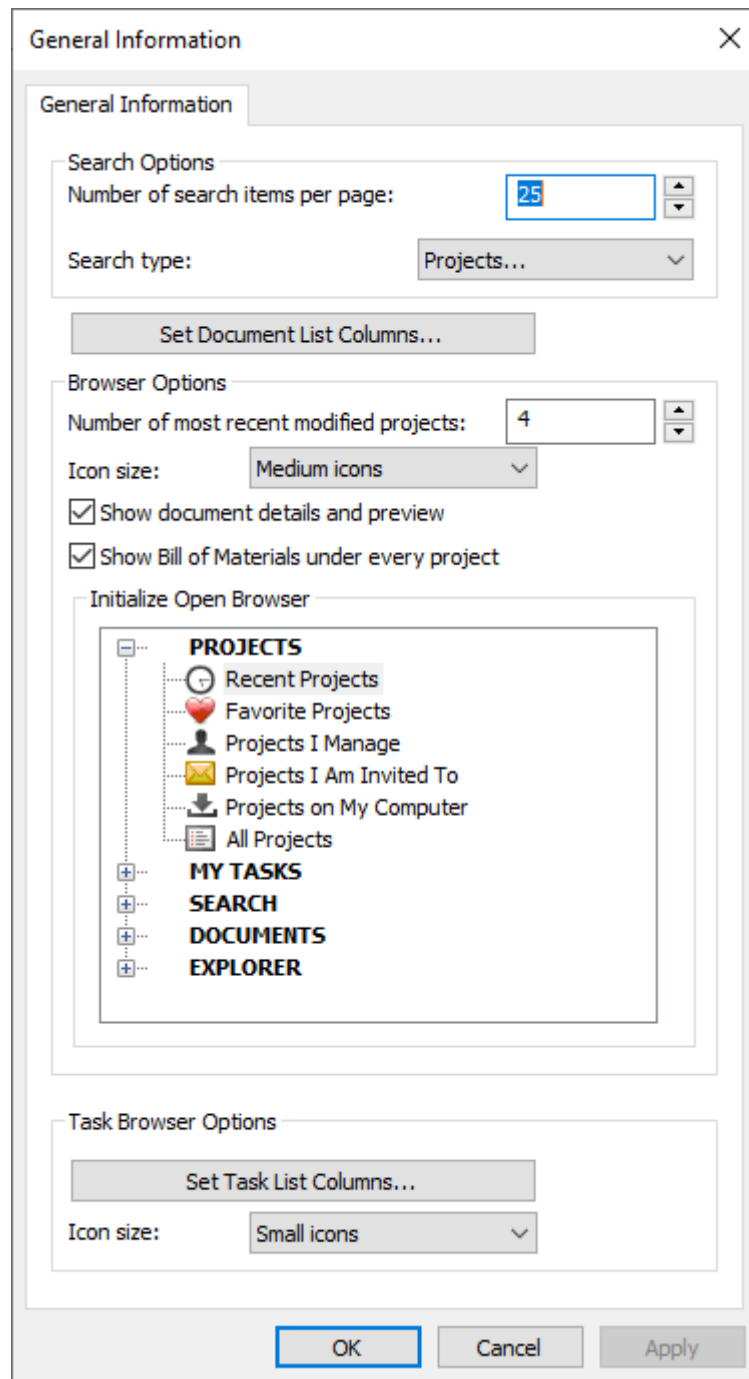 General Information
General Information
Search Options
Number of search items per page: 25
Search type: Projects...
Set Document List Columns...
Browser Options
Number of most recent modified projects: 4
Icon size: Medium icons
Show document details and preview
Show Bill of Materials under every project
Initialize Open Browser
PROJECTS
Recent Projects
Favorite Projects
Projects I Manage
Projects I Am Invited To
Projects on My Computer
All Projects
MY TASKS
SEARCH
DOCUMENTS
EXPLORER
Task Browser Options
Set Task List Columns...
Icon size: Small icons
OK Cancel Apply